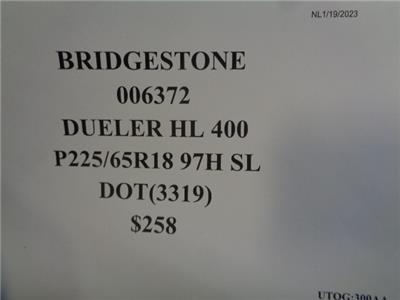 NL1/19/2023
BRIDGESTONE
006372
DUELER HL 400
P225/65R18 97H SL
DOT(3319)
$258